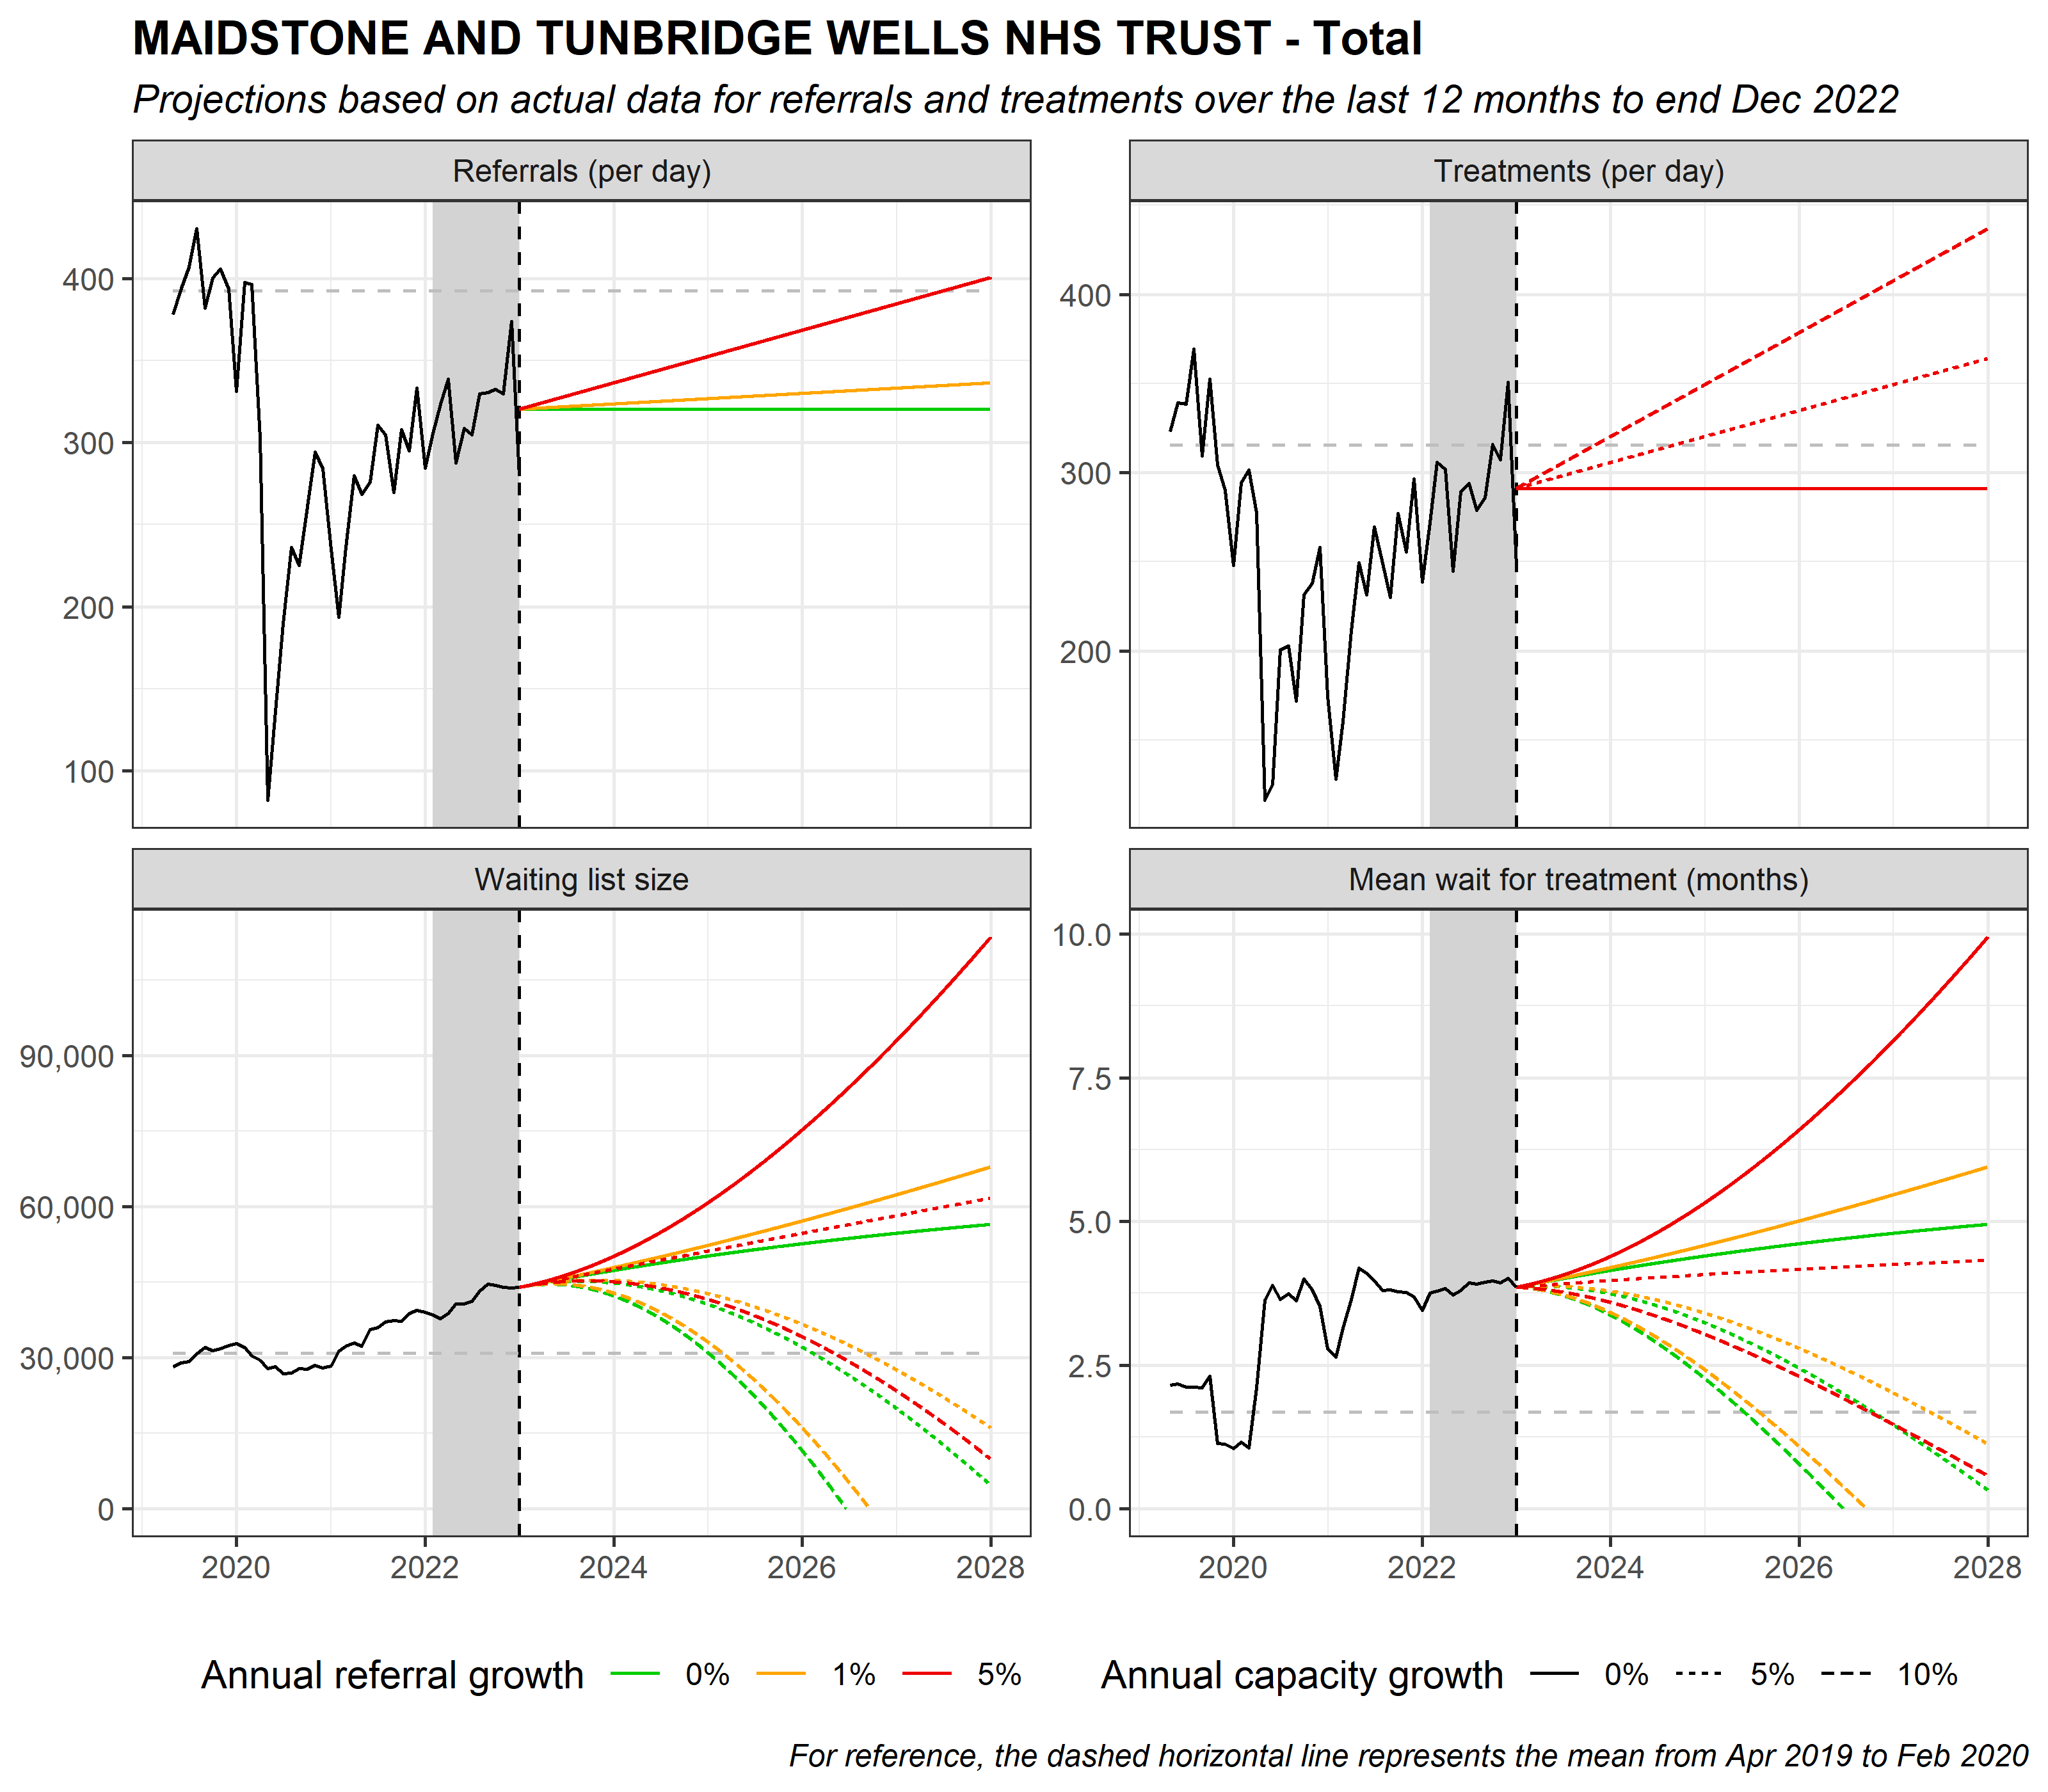 MAIDSTONE AND TUNBRIDGE WELLS NHS TRUST - Total
Projections based on actual data for referrals and treatments over the last 12 months to end Dec 2022
Referrals (per day)
400
300
200
100
Treatments (per day)
400
300
200
Waiting list size
90,000
60,000
30,000
0
2020 2022 2024 2026 2028
Mean wait for treatment (months)
10.0
7.5
5.0
2.5
0.0
2020 2022 2024 2026 2028
Annual referral growth 0% 1% 5%
Annual capacity growth 0% 5% 10%
For reference, the dashed horizontal line represents the mean from Apr 2019 to Feb 2020